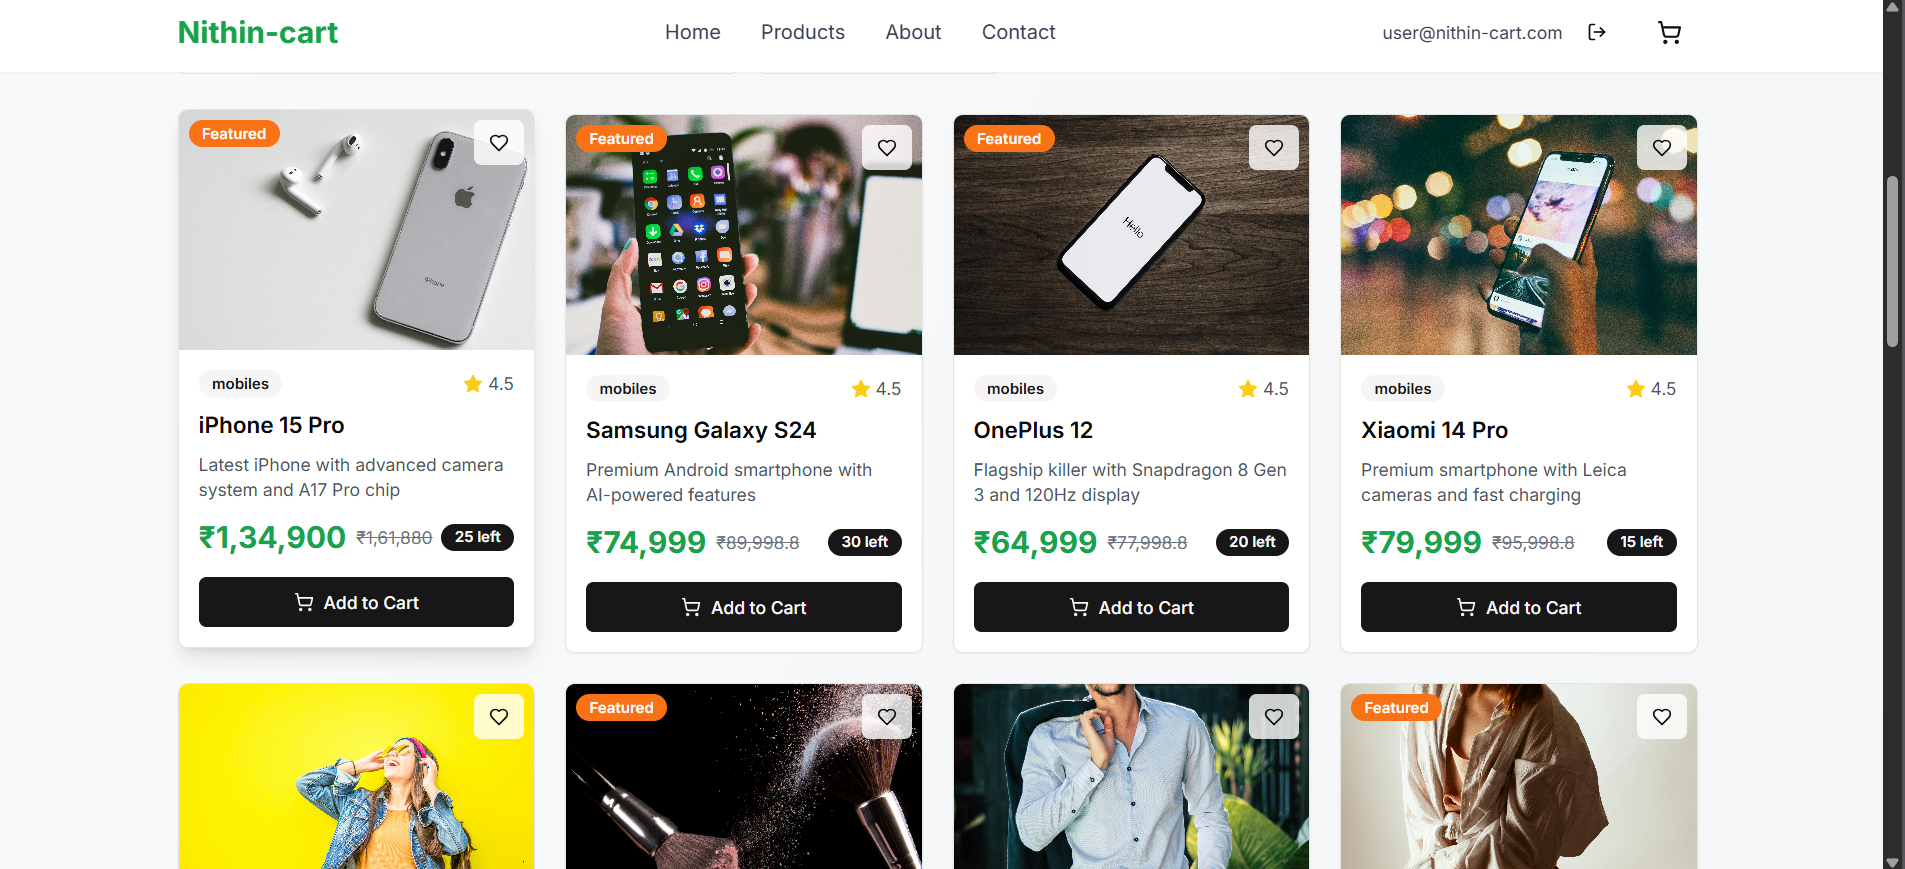 Nithin-cart
Home Products About Contact
user@nithin-cart.com
Featured
iPhone
mobiles
4.5
iPhone 15 Pro
Latest iPhone with advanced camera
system and A17 Pro chip
₹1,34,900 ₹1,61,880 25 left
Add to Cart
Featured
mobiles
4.5
Samsung Galaxy S24
Premium Android smartphone with
AI-powered features
₹74,999 ₹89,998.8 30 left
Add to Cart
Featured
Hello
mobiles
4.5
OnePlus 12
Flagship killer with Snapdragon 8 Gen
3 and 120Hz display
₹64,999 ₹77,998.8 20 left
Add to Cart
mobiles
4.5
Xiaomi 14 Pro
Premium smartphone with Leica
cameras and fast charging
₹79,999 ₹95,998.8 15 left
Add to Cart
Featured
Featured